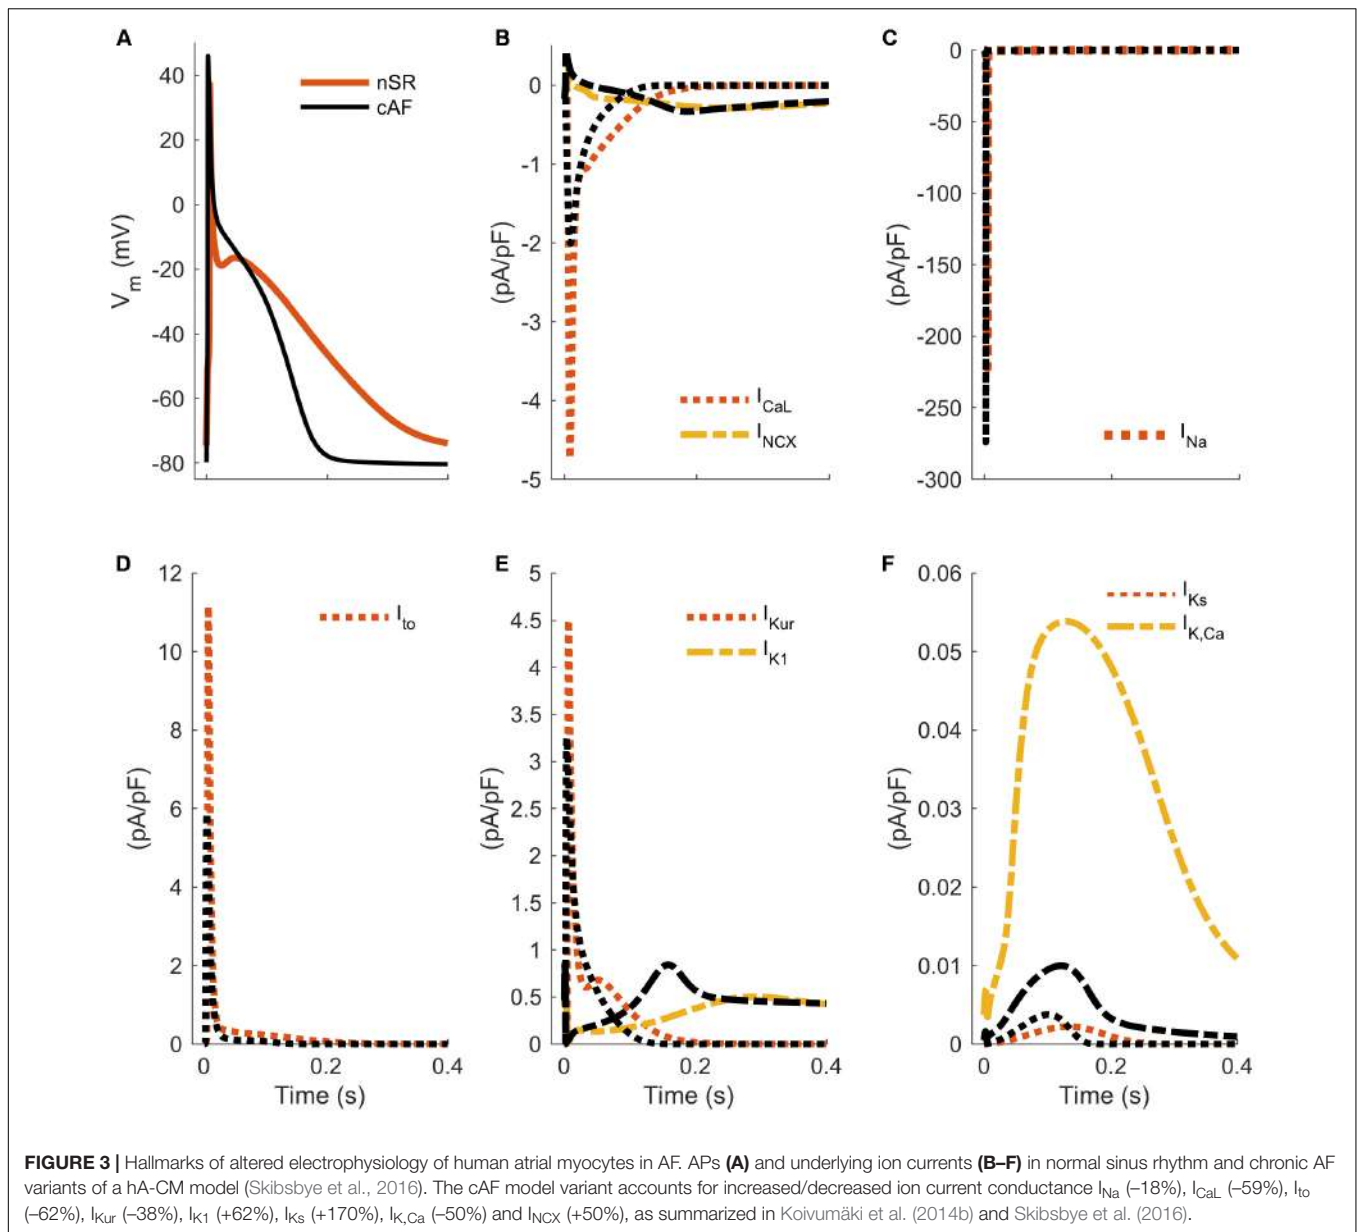 A
40
20
0
-20
-40
-60
-80
V_m (mV)
nSR
cAF
B
0
-1
-2
-3
-4
-5
(pA/pF)
I_CaL
I_NCX
C
0
-50
-100
-150
-200
-250
-300
(pA/pF)
I_Na
D
12
10
8
6
4
2
0
(pA/pF)
I_to
0 0.2 0.4
Time (s)
E
5
4.5
4
3.5
3
2.5
2
1.5
1
0.5
0
(pA/pF)
I_Kur
I_K1
0 0.2 0.4
Time (s)
F
0.06
0.05
0.04
0.03
0.02
0.01
0
(pA/pF)
I_Ks
I_K,Ca
0 0.2 0.4
Time (s)
FIGURE 3 | Hallmarks of altered electrophysiology of human atrial myocytes in AF. APs (A) and underlying ion currents (B–F) in normal sinus rhythm and chronic AF
variants of a hA-CM model (Skibsbye et al., 2016). The cAF model variant accounts for increased/decreased ion current conductance I_Na (–18%), I_CaL (–59%), I_to
(–62%), I_Kur (–38%), I_K1 (+62%), I_Ks (+170%), I_K,Ca (–50%) and I_NCX (+50%), as summarized in Koivumäki et al. (2014b) and Skibsbye et al. (2016).